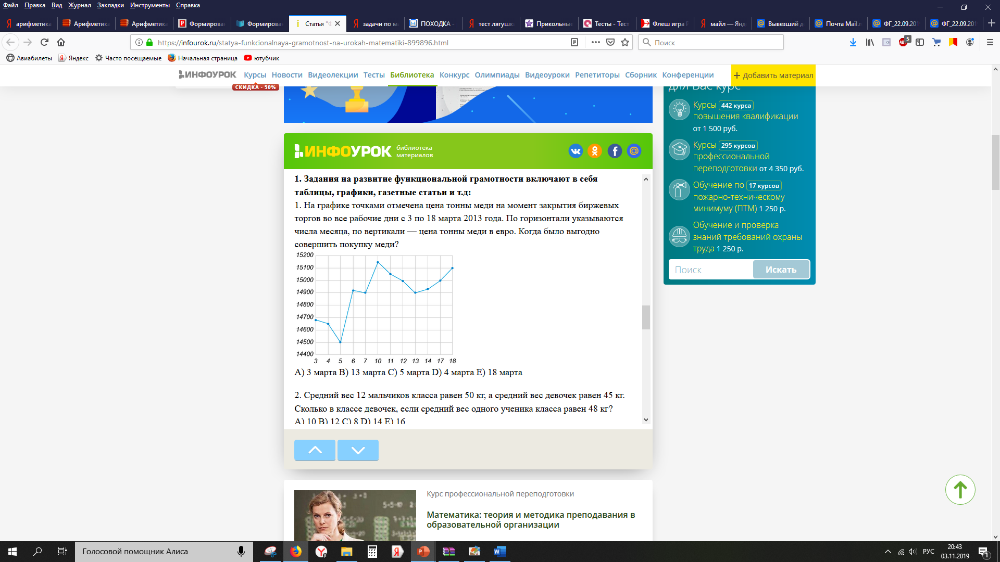 Файл Правка Вид Журнал Закладки Инструменты Справка
арифметика Арифметика Арифметика Формирова Формирован Статья "Ф задачи по м ПОХОДКА - тест лягушк Прикольные Тесты - Тест Флеш игра майл — Янд Вывезший д Почта Mail.r ФГ_22.09.201 ФГ_22.09.201
https://infourok.ru/statya-funkcionalnaya-gramotnost-na-urokah-matematiki-899896.html
Поиск
5
Авиабилеты Яндекс Часто посещаемые Начальная страница ютубчик
ИНФОУРОК Курсы Новости Видеолекции Тесты Библиотека Конкурс Олимпиады Видеоуроки Репетиторы Сборник Конференции + Добавить материал
СКИДКА - 50%
для Вас курс
Курсы 442 курса
повышения квалификации
от 1 500 руб.
Курсы 295 курсов
профессиональной
переподготовки от 4 350 руб.
Обучение по 17 курсов
пожарно-техническому
минимуму (ПТМ) 1 250 р.
Обучение и проверка
знаний требований охраны
труда 1 250 р.
Поиск Искать
ИНФОУРОК библиотека
материалов
1. Задания на развитие функциональной грамотности включают в себя
таблицы, графики, газетные статьи и т.д:
1. На графике точками отмечена цена тонны меди на момент закрытия биржевых
торгов во все рабочие дни с 3 по 18 марта 2013 года. По горизонтали указываются
числа месяца, по вертикали — цена тонны меди в евро. Когда было выгодно
совершить покупку меди?
15200
15100
15000
14900
14800
14700
14600
14500
14400
3 4 5 6 7 10 11 12 13 14 17 18
A) 3 марта B) 13 марта C) 5 марта D) 4 марта E) 18 марта
2. Средний вес 12 мальчиков класса равен 50 кг, а средний вес девочек равен 45 кг.
Сколько в классе девочек, если средний вес одного ученика класса равен 48 кг?
A) 10 B) 12 C) 8 D) 14 E) 16
Курс профессиональной переподготовки
Математика: теория и методика преподавания в
образовательной организации
Голосовой помощник Алиса
РУС
20:43
03.11.2019
1